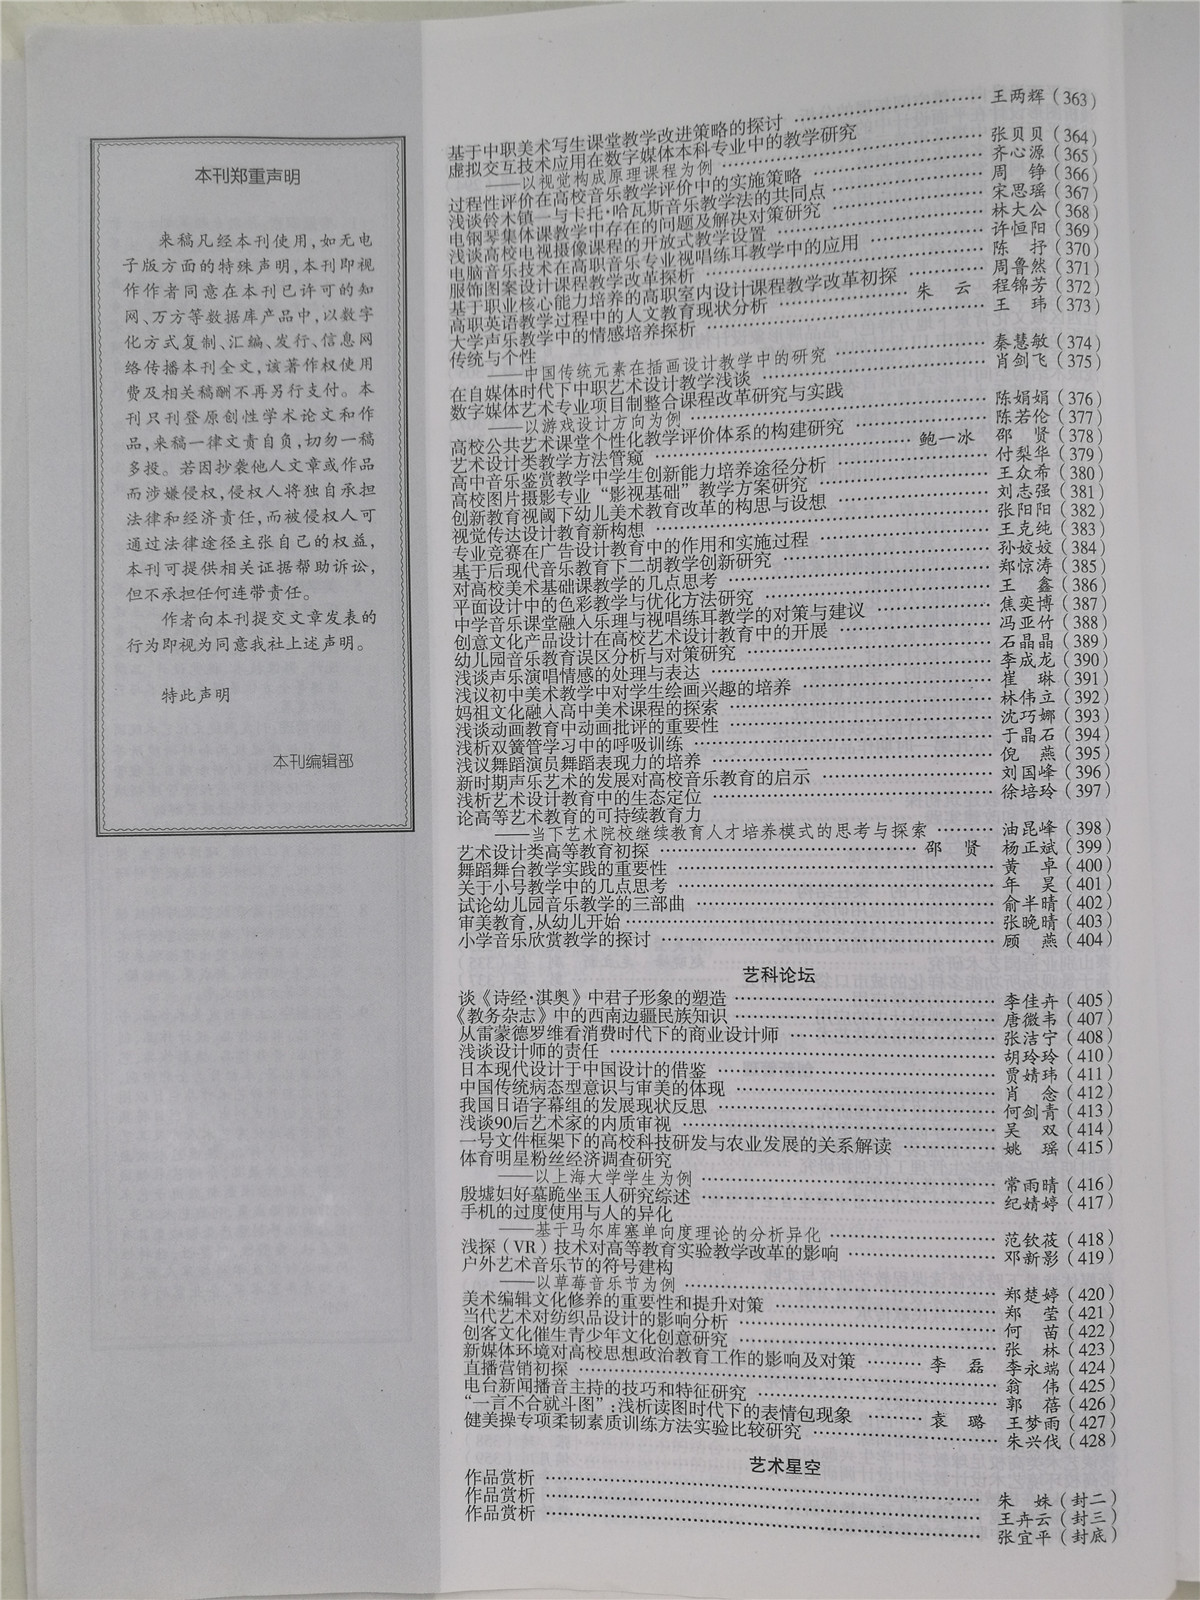 本刊郑重声明
来稿凡经本刊使用,如无电
子版方面的特殊声明,本刊即视
作作者同意在本刊已许可的知
网、万方等数据库产品中,以数字
化方式复制、汇编、发行、信息网
络传播本刊全文,该著作权使用
费及相关稿酬不再另行支付。本
刊只刊登原创性学术论文和作
品,来稿一律文责自负,切勿一稿
多投。若因抄袭他人文章或作品
而涉嫌侵权,侵权人将独自承担
法律和经济责任,而被侵权人可
通过法律途径主张自己的权益,
本刊可提供相关证据帮助诉讼,
但不承担任何连带责任。
作者向本刊提交文章发表的
行为即视为同意我社上述声明。
特此声明
本刊编辑部
基于中职美术写生课堂教学改进策略的探讨 …… 王两辉(363)
虚拟交互技术应用在数字媒体本科专业中的教学研究
——以视觉构成原理课程为例 …… 张贝贝(364)
过程性评价在高校音乐教学评价中的实施策略 …… 齐心源(365)
浅谈铃木镇一与卡托·哈瓦斯音乐教学法的共同点 …… 周 铮(366)
电钢琴集体课教学中存在的问题及解决对策研究 …… 宋思瑶(367)
浅谈高校电视摄像课程的开放式教学设置 …… 林大公(368)
电脑音乐技术在高职音乐专业视唱练耳教学中的应用 …… 许恒阳(369)
服饰图案设计课程教学改革探析 …… 陈 抒(370)
基于职业核心能力培养的高职室内设计课程教学改革初探 …… 周鲁然(371)
高职英语教学过程中的人文教育现状分析 …… 朱 云 程锦芳(372)
大学声乐教学中的情感培养探析 …… 王 玮(373)
传统与个性
——中国传统元素在插画设计教学中的研究 …… 秦慧敏(374)
在自媒体时代下中职艺术设计教学浅谈 …… 肖剑飞(375)
数字媒体艺术专业项目制整合课程改革研究与实践
——以游戏设计方向为例 …… 陈娟娟(376)
高校公共艺术课堂个性化教学评价体系的构建研究 …… 陈若伦(377)
艺术设计类教学方法管窥 …… 鲍一冰 邵 贤(378)
高中音乐鉴赏教学中学生创新能力培养途径分析 …… 付梨华(379)
高校图片摄影专业“影视基础”教学方案研究 …… 王众希(380)
创新教育视阈下幼儿美术教育改革的构思与设想 …… 刘志强(381)
视觉传达设计教育新构想 …… 张阳阳(382)
专业竞赛在广告设计教育中的作用和实施过程 …… 王克纯(383)
基于后现代音乐教育下二胡教学创新研究 …… 孙姣姣(384)
对高校美术基础课教学的几点思考 …… 郑惊涛(385)
平面设计中的色彩教学与优化方法研究 …… 王 鑫(386)
中学音乐课堂融入乐理与视唱练耳教学的对策与建议 …… 焦奕博(387)
创意文化产品设计在高校艺术设计教育中的开展 …… 冯亚竹(388)
幼儿园音乐教育误区分析与对策研究 …… 石晶晶(389)
浅谈声乐演唱情感的处理与表达 …… 李成龙(390)
浅议初中美术教学中对学生绘画兴趣的培养 …… 崔 琳(391)
妈祖文化融入高中美术课程的探索 …… 林伟立(392)
浅谈动画教育中动画批评的重要性 …… 沈巧娜(393)
浅析双簧管学习中的呼吸训练 …… 于晶石(394)
浅议舞蹈演员舞蹈表现力的培养 …… 倪 燕(395)
新时期声乐艺术的发展对高校音乐教育的启示 …… 刘国峰(396)
浅析艺术设计教育中的生态定位 …… 徐培玲(397)
论高等艺术教育的可持续教育力
——当下艺术院校继续教育人才培养模式的思考与探索 …… 油昆峰(398)
艺术设计类高等教育初探 …… 邵 贤 杨正斌(399)
舞蹈舞台教学实践的重要性 …… 黄 卓(400)
关于小号教学中的几点思考 …… 年 昊(401)
试论幼儿园音乐教学的三部曲 …… 俞半晴(402)
审美教育,从幼儿开始 …… 张晚晴(403)
小学音乐欣赏教学的探讨 …… 顾 燕(404)
艺科论坛
谈《诗经·淇奥》中君子形象的塑造 …… 李佳卉(405)
《教务杂志》中的西南边疆民族知识 …… 唐微韦(407)
从雷蒙德罗维看消费时代下的商业设计师 …… 张洁宁(408)
浅谈设计师的责任 …… 胡玲玲(410)
日本现代设计于中国设计的借鉴 …… 贾婧玮(411)
中国传统病态型意识与审美的体现 …… 肖 念(412)
我国日语字幕组的发展现状反思 …… 何剑青(413)
浅谈90后艺术家的内质审视 …… 吴 双(414)
一号文件框架下的高校科技研发与农业发展的关系解读 …… 姚 瑶(415)
体育明星粉丝经济调查研究
——以上海大学学生为例 …… 常雨晴(416)
殷墟妇好墓跪坐玉人研究综述 …… 纪婧婷(417)
手机的过度使用与人的异化
——基于马尔库塞单向度理论的分析异化 …… 范钦莜(418)
浅探(VR)技术对高等教育实验教学改革的影响 …… 邓新影(419)
户外艺术音乐节的符号建构
——以草莓音乐节为例 …… 郑楚婷(420)
美术编辑文化修养的重要性和提升对策 …… 郑 莹(421)
当代艺术对纺织品设计的影响分析 …… 何 苗(422)
创客文化催生青少年文化创意研究 …… 张 林(423)
新媒体环境对高校思想政治教育工作的影响及对策 …… 李 磊 李永端(424)
直播营销初探 …… 翁 伟(425)
电台新闻播音主持的技巧和特征研究 …… 郭 蓓(426)
“一言不合就斗图”:浅析读图时代下的表情包现象 …… 袁 璐 王梦雨(427)
健美操专项柔韧素质训练方法实验比较研究 …… 朱兴伐(428)
艺术星空
作品赏析 …… 朱 姝(封二)
作品赏析 …… 王卉云(封三)
作品赏析 …… 张宜平(封底)